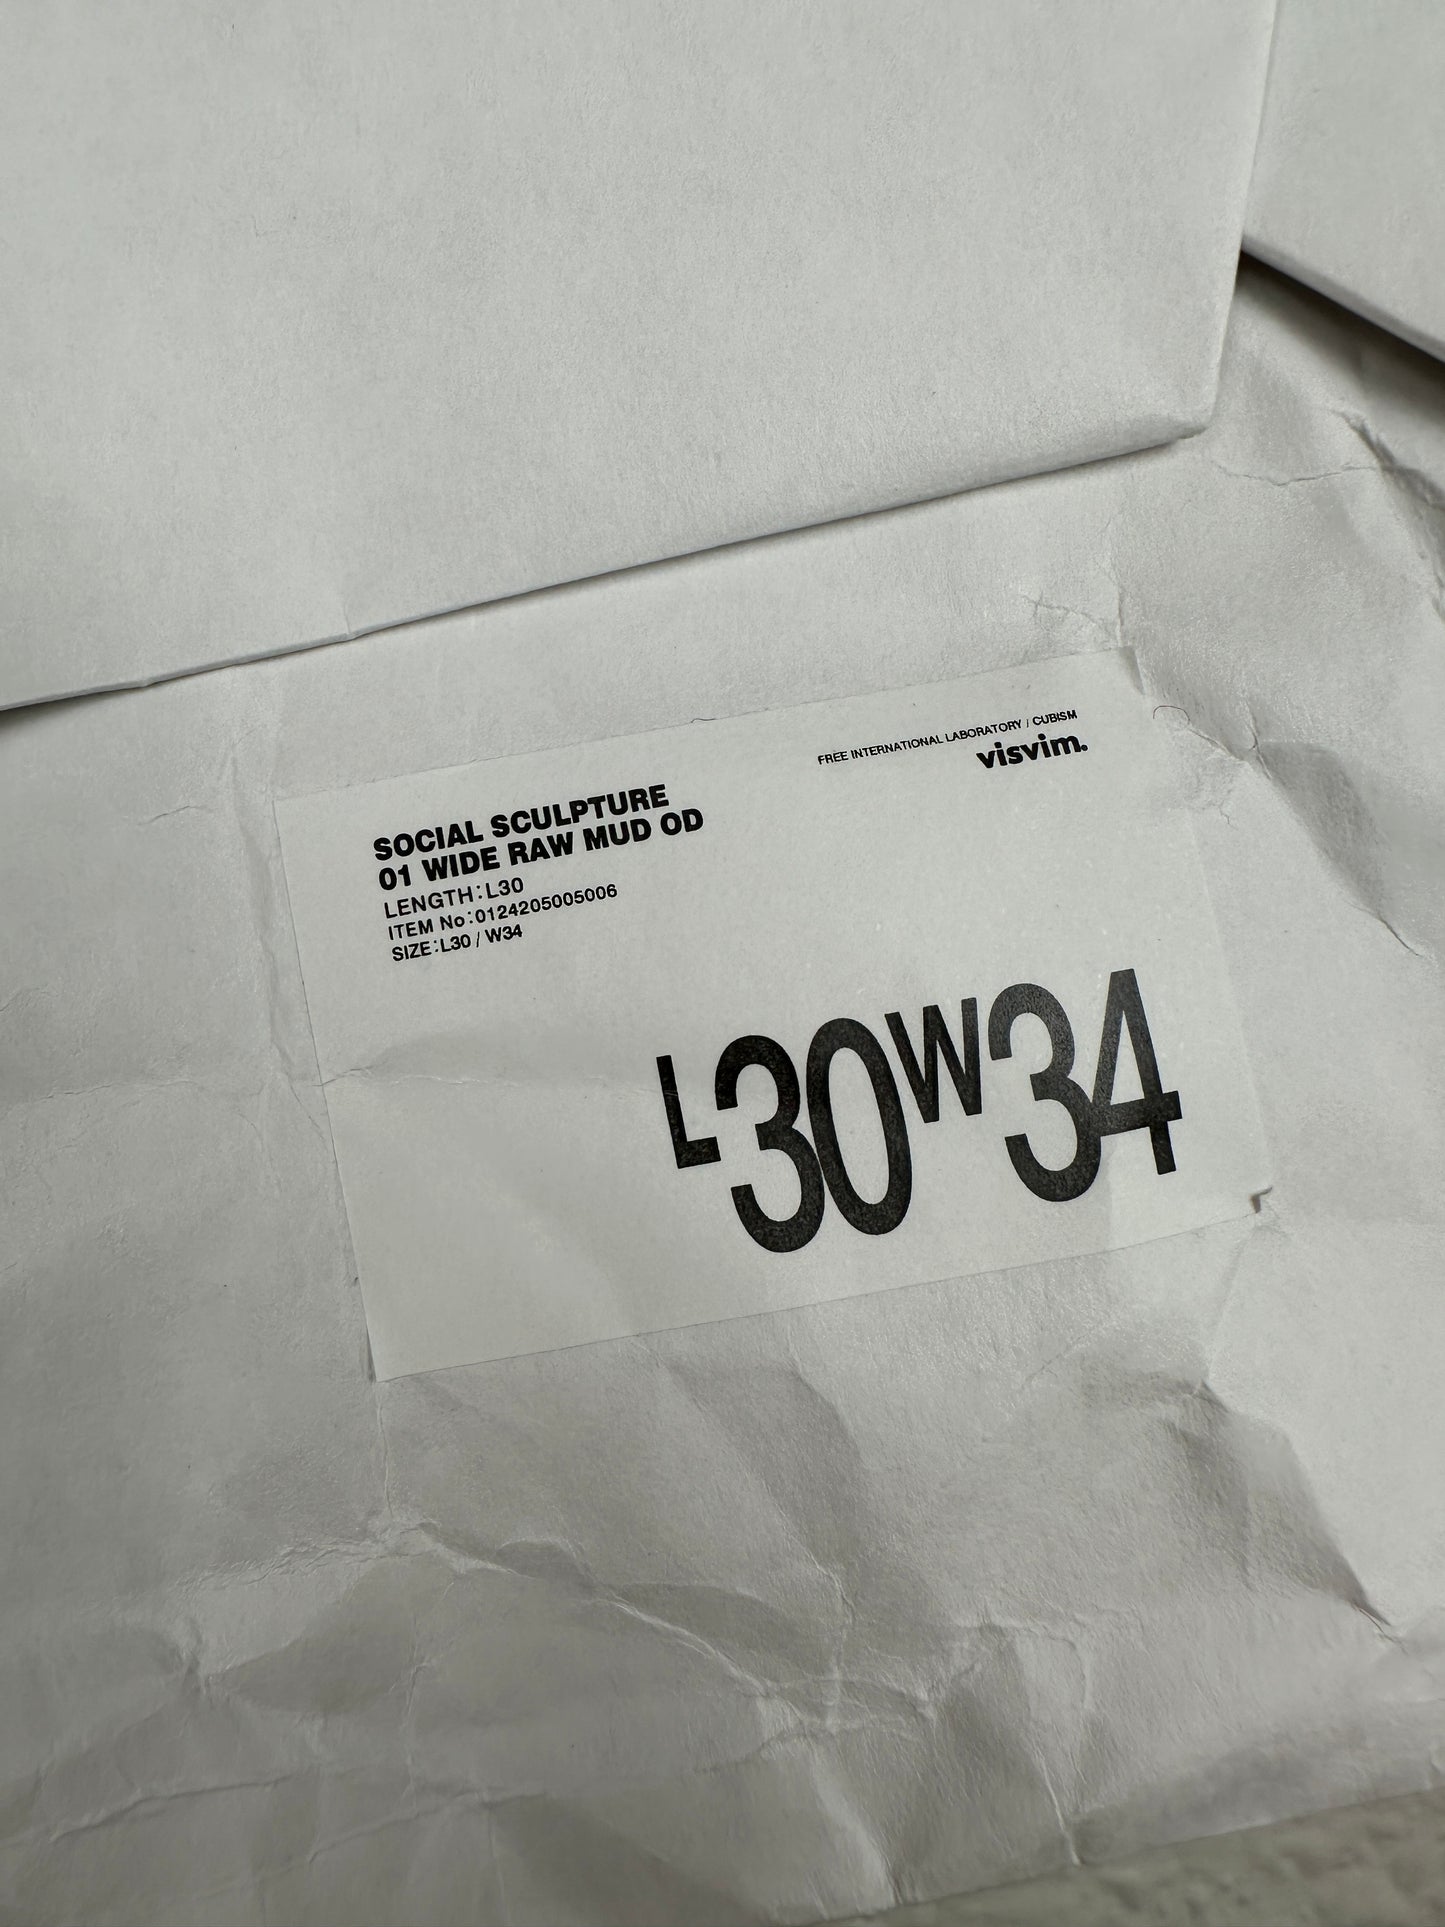 FREE INTERNATIONAL LABORATORY / CUBISM
visvim.
SOCIAL SCULPTURE
01 WIDE RAW MUD OD
LENGTH:L30
ITEM No:0124205005006
SIZE:L30 / W34
L30W34